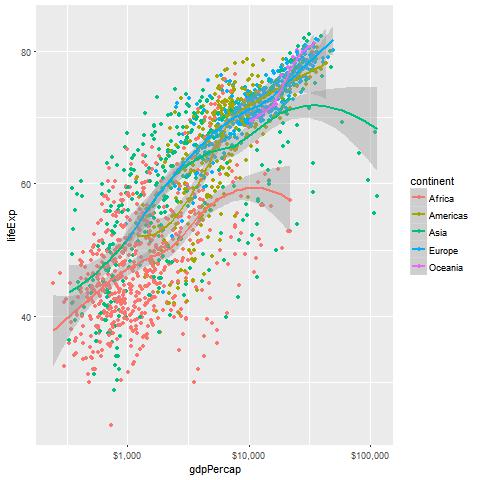 80
60
40
lifeExp
$1,000
$10,000
$100,000
gdpPercap
continent
Africa
Americas
Asia
Europe
Oceania